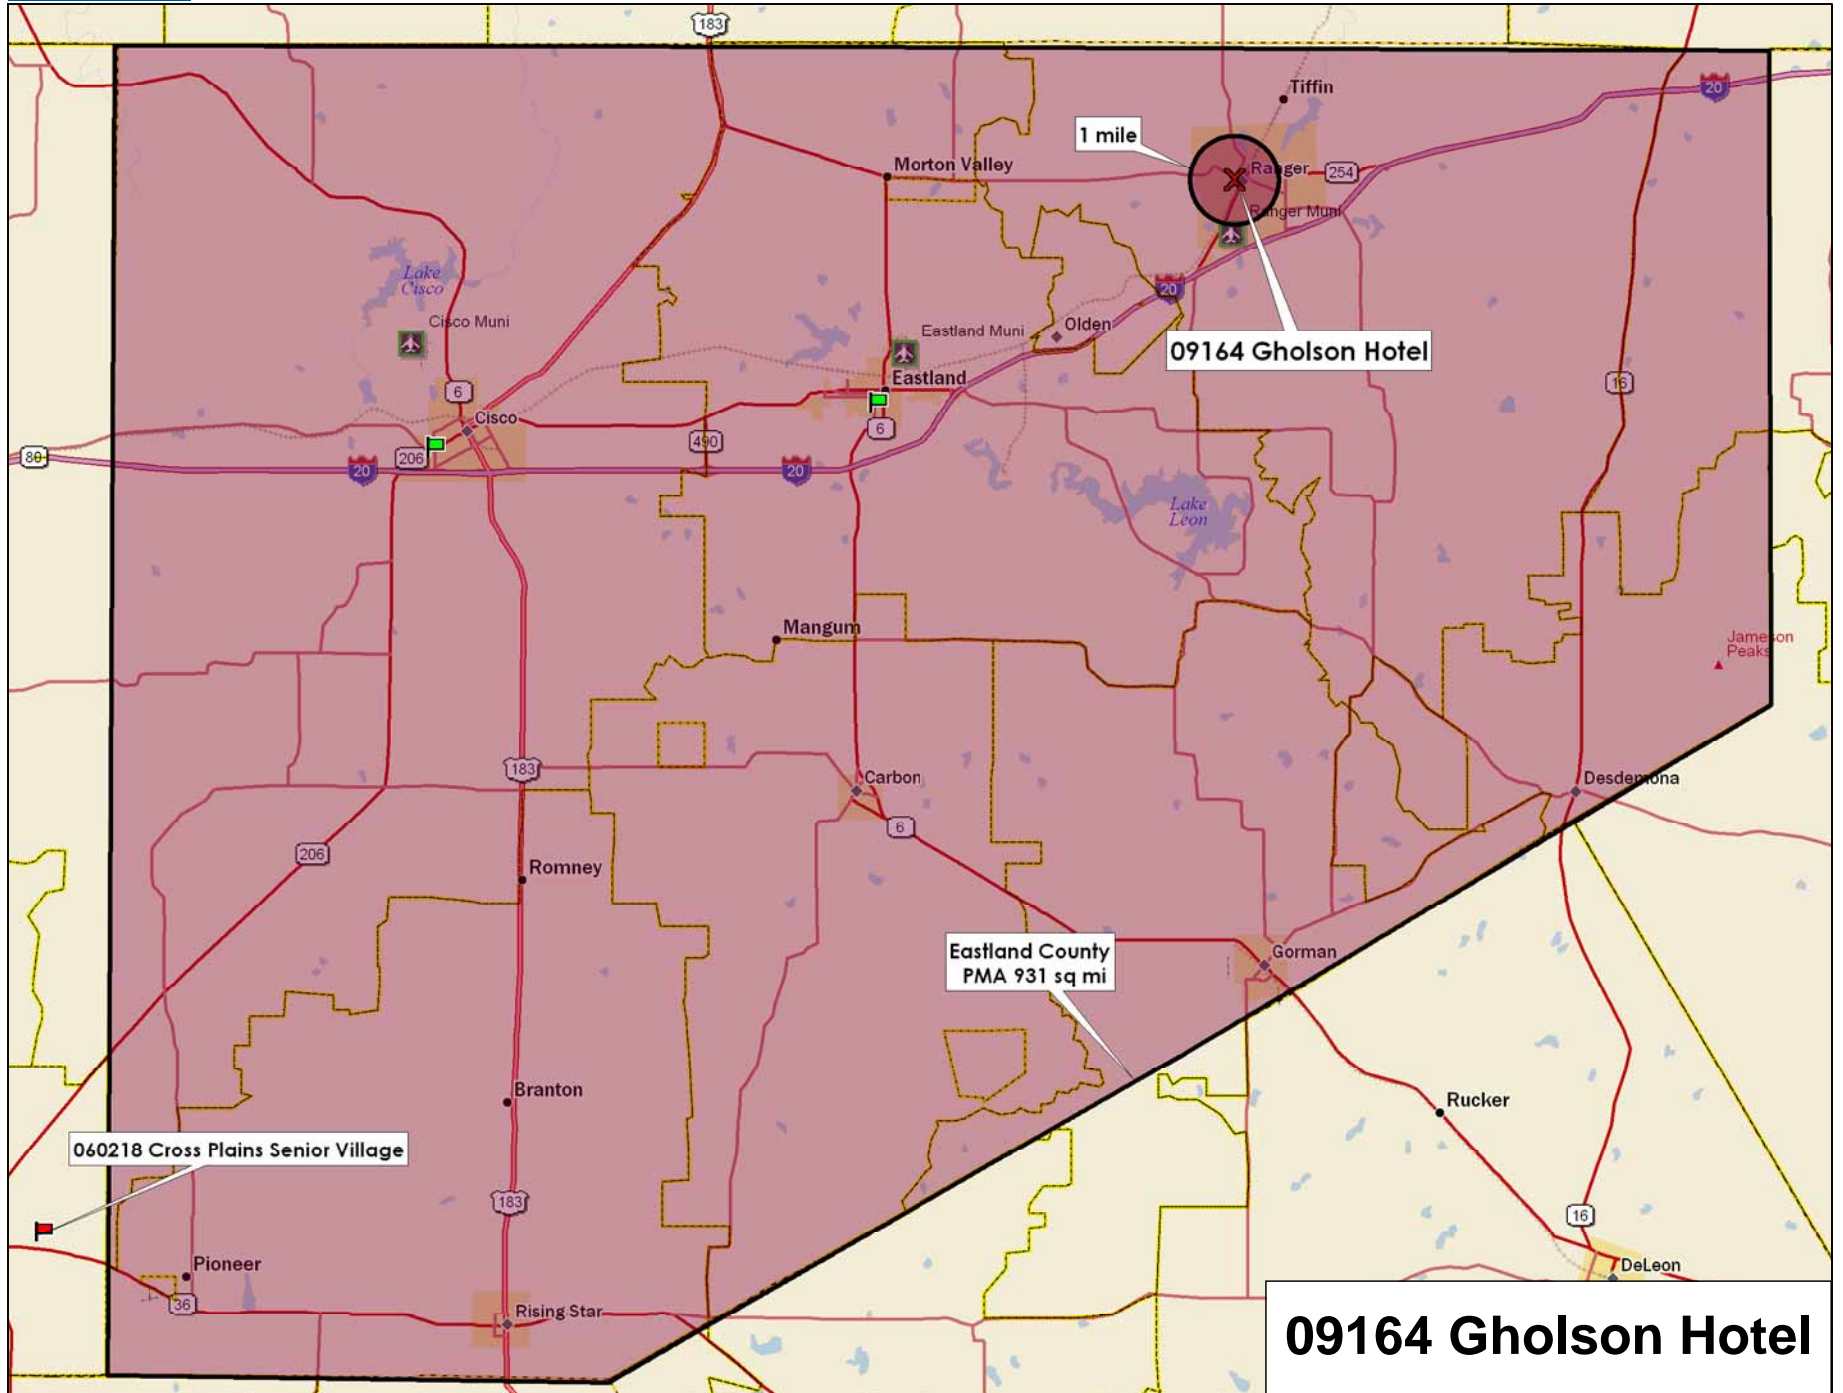 183
20
Tiffin
1 mile
Morton Valley
Ranger
254
Ranger Muni
Lake
Cisco
20
Cisco Muni
Eastland Muni
Olden
09164 Gholson Hotel
Eastland
16
6
Cisco
6
490
80
206
20
20
Lake
Leon
Mangum
Jameson
Peaks
183
Carbon
Desdemona
6
206
Romney
Eastland County
PMA 931 sq mi
Gorman
Branton
Rucker
060218 Cross Plains Senior Village
183
16
Pioneer
DeLeon
36
Rising Star
09164 Gholson Hotel